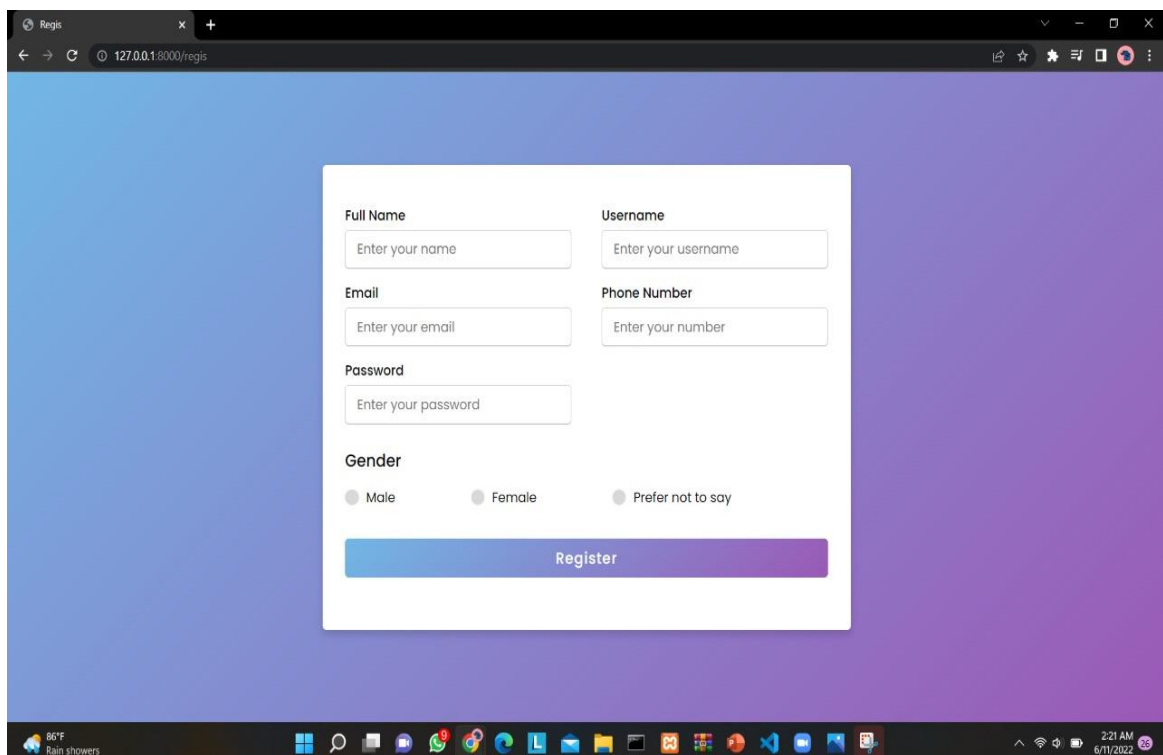 Regis
127.0.0.1:8000/regis
Full Name Username
Enter your name Enter your username
Email Phone Number
Enter your email Enter your number
Password
Enter your password
Gender
Male Female Prefer not to say
Register
86°F
Rain showers
9
L
2:21 AM
6/11/2022
26